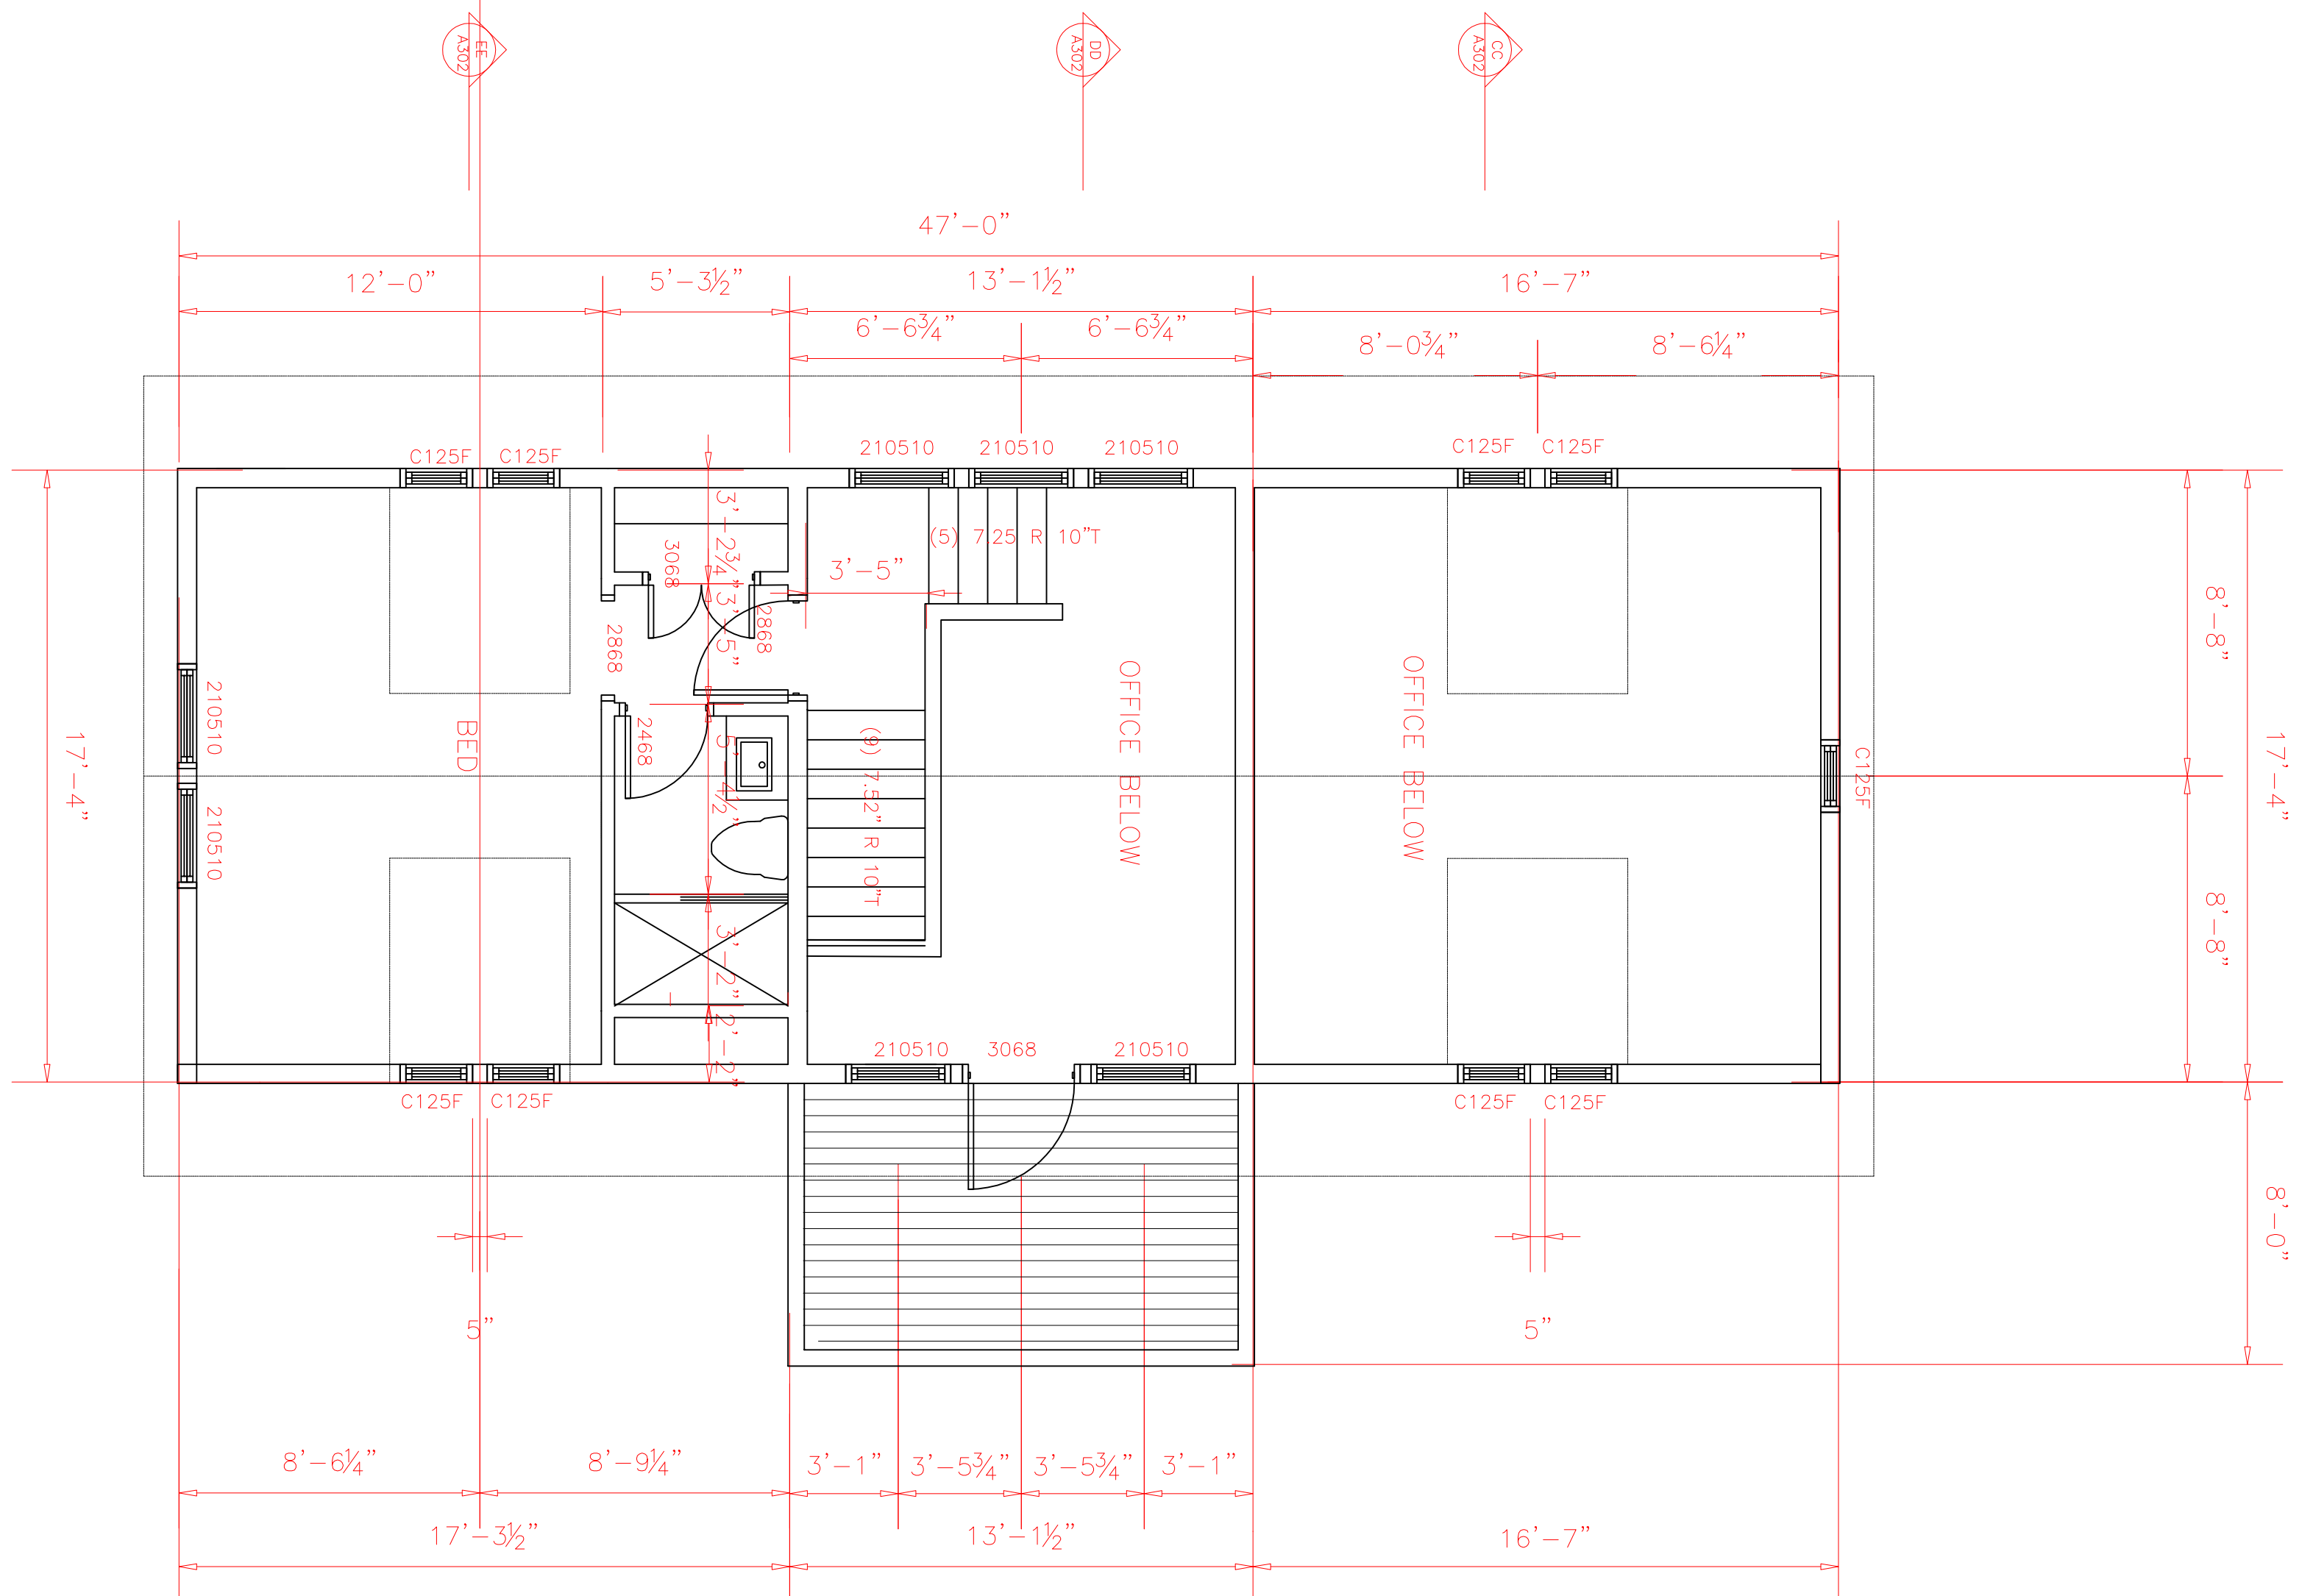 EE
A302
DD
A302
CC
A302
47'-0"
12'-0"
5'-3½"
13'-1½"
16'-7"
6'-6¾"
6'-6¾"
8'-0¾"
8'-6¼"
C125F
C125F
210510
210510
210510
C125F
C125F
3'-2¾"
(5) 7.25 R 10"T
3068
3'-5"
3'-5"
2868
2868
8'-8"
OFFICE BELOW
OFFICE BELOW
210510
BED
2468
5'-4½"
(9) 7.52" R 10"T
C125F
17'-4"
17'-4"
210510
8'-8"
3'-2"
2'-2"
210510
3068
210510
C125F
C125F
C125F
C125F
8'-0"
5"
5"
8'-6¼"
8'-9¼"
3'-1"
3'-5¾"
3'-5¾"
3'-1"
17'-3½"
13'-1½"
16'-7"